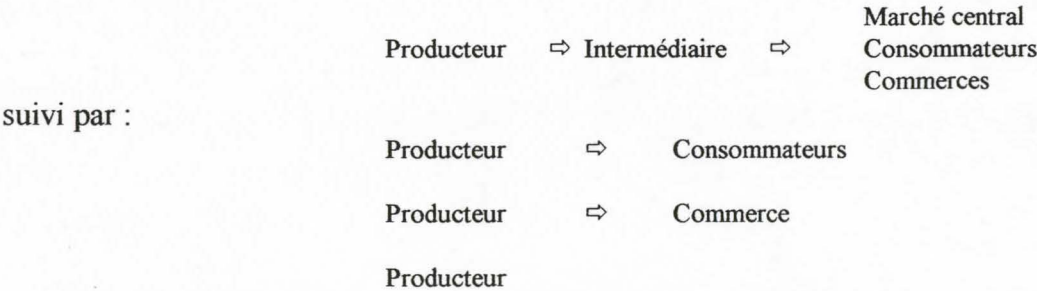 Marché central
Producteur ⇨ Intermédiaire ⇨ Consommateurs
Commerces
suivi par :
Producteur ⇨ Consommateurs
Producteur ⇨ Commerce
Producteur